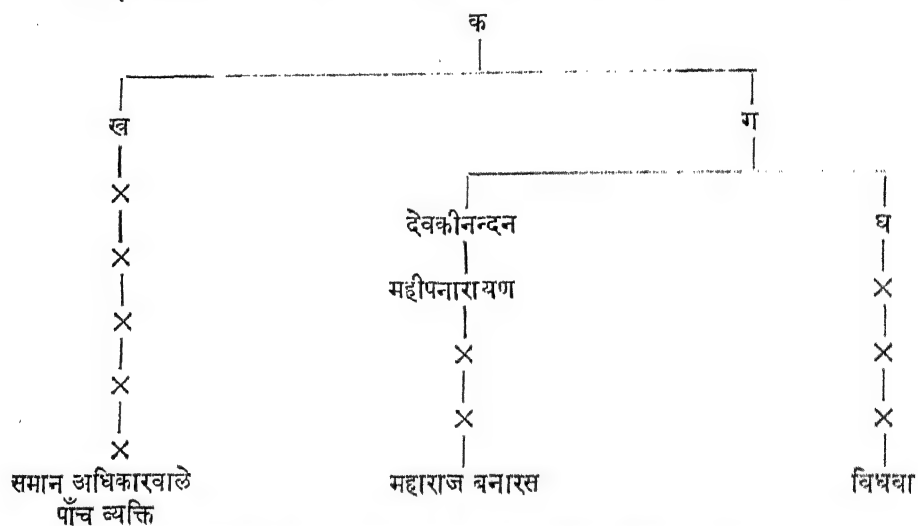 क
ख ग
देवकीनन्दन घ
महीपनारायण
समान अधिकारवाले महाराज बनारस विधवा
पाँच व्यक्ति